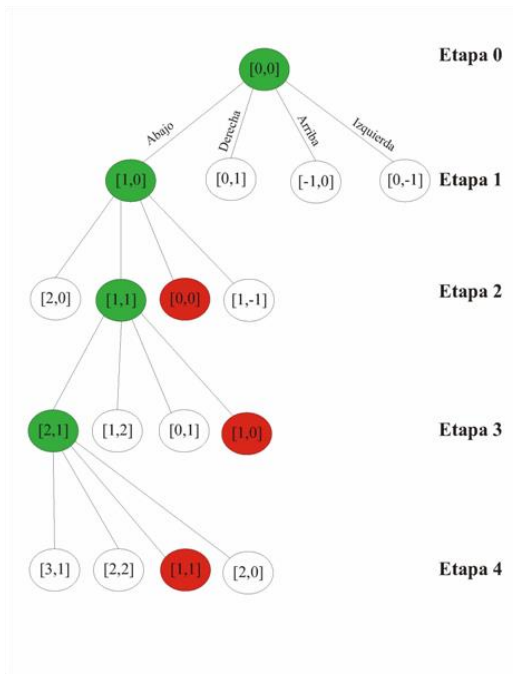 Etapa 0
[0,0]
Abajo
Derecha
Arriba
Izquierda
[1,0] [0,1] [-1,0] [0,-1] Etapa 1
[2,0] [1,1] [0,0] [1,-1] Etapa 2
[2,1] [1,2] [0,1] [1,0] Etapa 3
[3,1] [2,2] [1,1] [2,0] Etapa 4